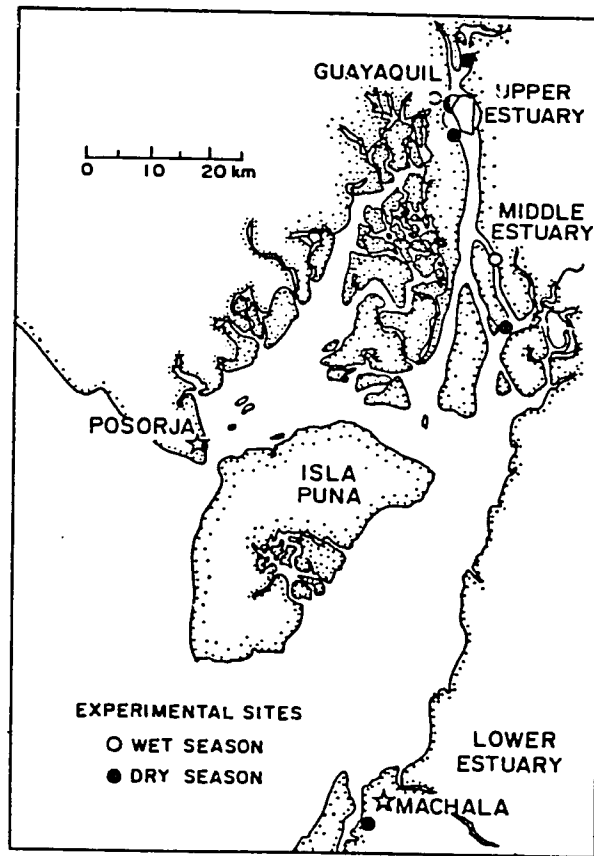 GUAYAQUIL
UPPER
ESTUARY
0 10 20 km
MIDDLE
ESTUARY
POSORJA
ISLA
PUNA
EXPERIMENTAL SITES
WET SEASON
DRY SEASON
LOWER
ESTUARY
MACHALA